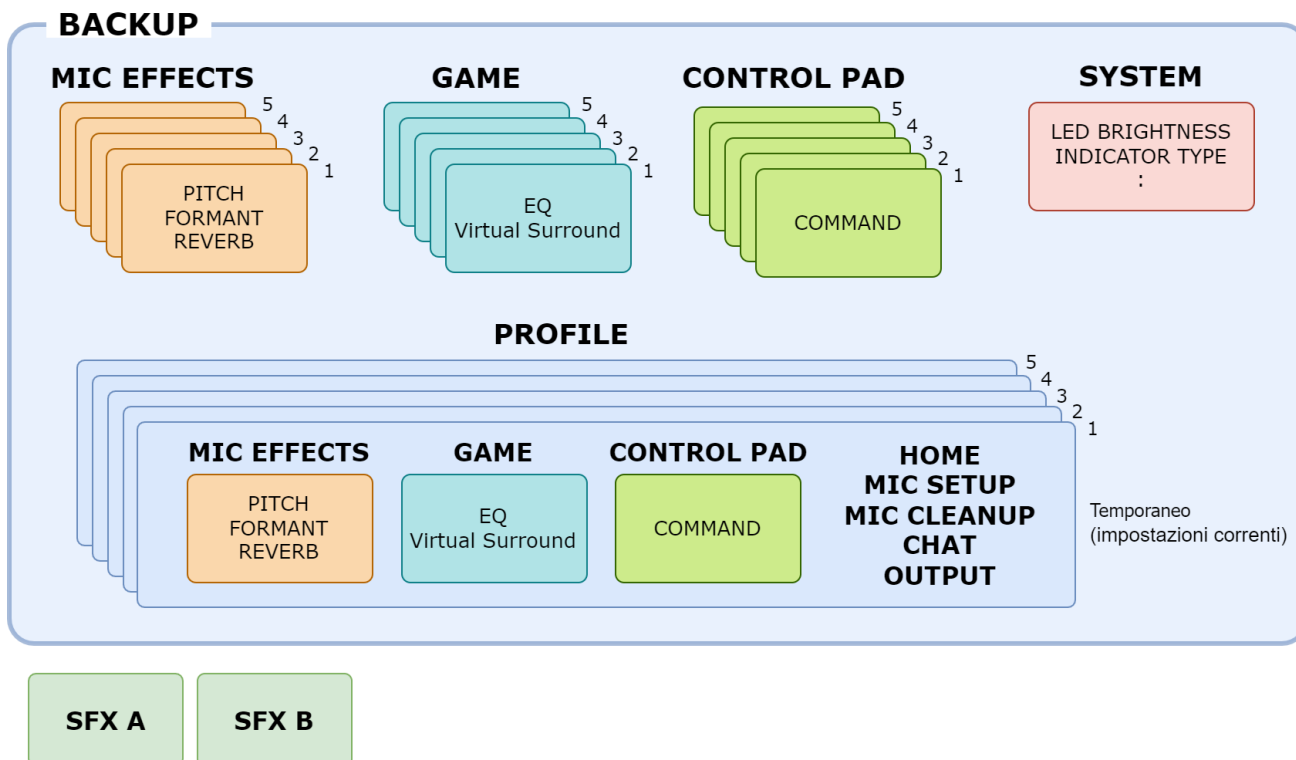 BACKUP
MIC EFFECTS
5
4
3
2
1
PITCH
FORMANT
REVERB
GAME
5
4
3
2
1
EQ
Virtual Surround
CONTROL PAD
5
4
3
2
1
COMMAND
SYSTEM
LED BRIGHTNESS
INDICATOR TYPE
:
PROFILE
5
4
3
2
1
MIC EFFECTS
PITCH
FORMANT
REVERB
GAME
EQ
Virtual Surround
CONTROL PAD
COMMAND
HOME
MIC SETUP
MIC CLEANUP
CHAT
OUTPUT
Temporaneo
(impostazioni correnti)
SFX A
SFX B